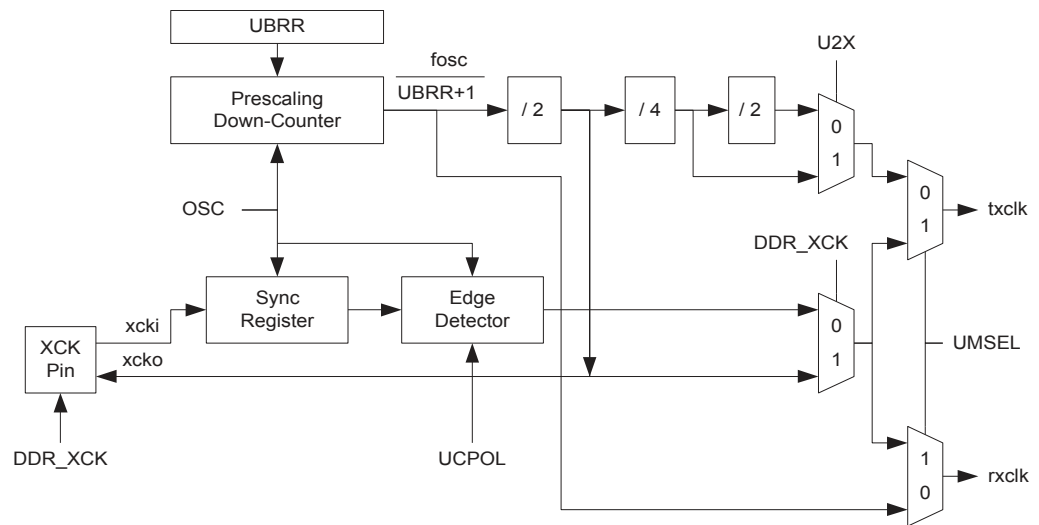 UBRR
U2X
fosc
UBRR+1
Prescaling
Down-Counter
/ 2
/ 4
/ 2
0
1
OSC
0
1
txclk
DDR_XCK
Sync
Register
Edge
Detector
xcki
0
1
XCK
Pin
xcko
UMSEL
DDR_XCK
UCPOL
1
0
rxclk